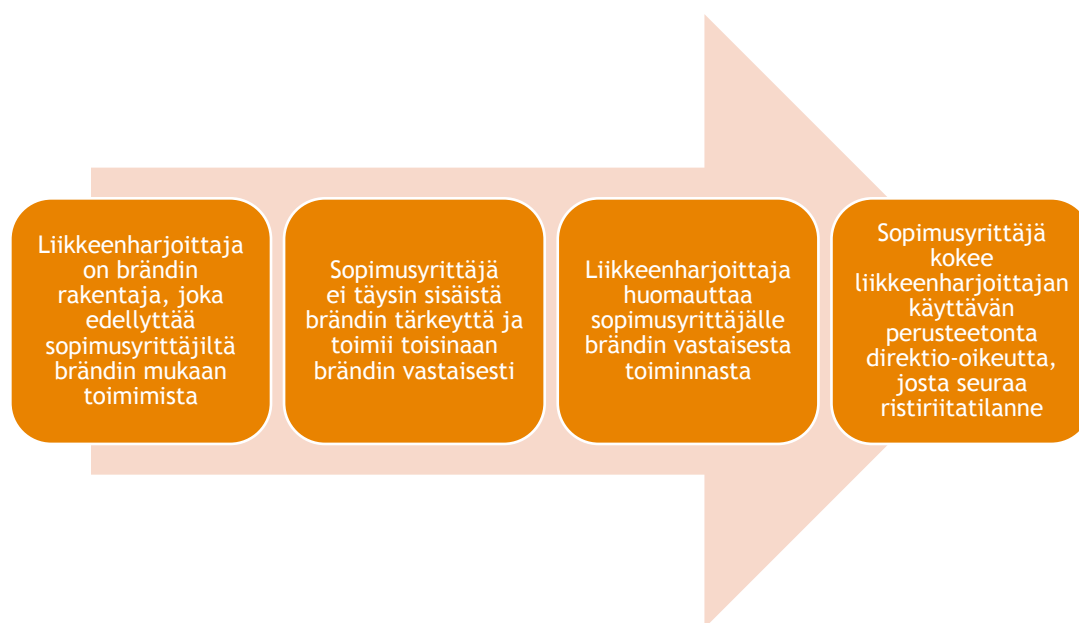 Liikkeenharjoittaja
on brändin
rakentaja, joka
edellyttää
sopimusyrittäjiltä
brändin mukaan
toimimista
Sopimusyrittäjä
ei täysin sisäistä
brändin tärkeyttä ja
toimii toisinaan
brändin vastaisesti
Liikkeenharjoittaja
huomauttaa
sopimusyrittäjälle
brändin vastaisesta
toiminnasta
Sopimusyrittäjä
kokee
liikkeenharjoittajan
käyttävän
perusteetonta
direktio-oikeutta,
josta seuraa
ristiriitatilanne